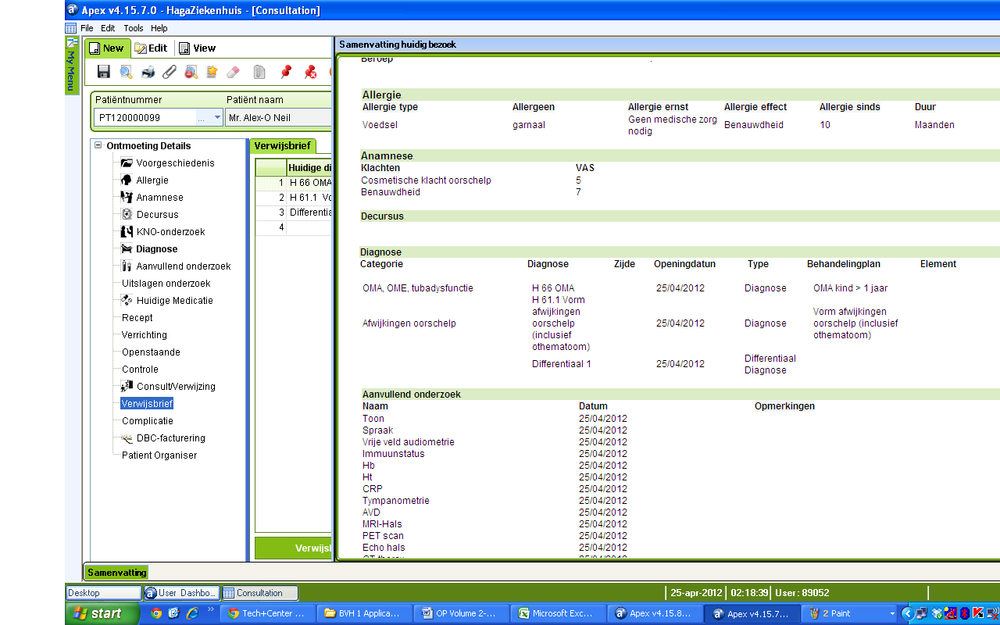 Apex v4.15.7.0 - HagaZiekenhuis - [Consultation]
File Edit Tools Help
My Menu
New Edit View
Patiëntnummer Patiënt naam
PT120000099 ... Mr. Alex-O Neil
Ontmoeting Details
Voorgeschiedenis
Allergie
Anamnese
Decursus
KNO-onderzoek
Diagnose
Aanvullend onderzoek
Uitslagen onderzoek
Huidige Medicatie
Recept
Verrichting
Openstaande
Controle
Consult/Verwijzing
Verwijsbrief
Complicatie
DBC-facturering
Patient Organiser
Verwijsbrief
Huidige di
1 H 66 OMA
2 H 61.1 Vo
3 Differentia
4
Verwijsl
Samenvatting huidig bezoek
Beroep .
Allergie
Allergie type Allergeen Allergie ernst Allergie effect Allergie sinds Duur
Voedsel garnaal Geen medische zorg nodig Benauwdheid 10 Maanden
Anamnese
Klachten VAS
Cosmetische klacht oorschelp 5
Benauwdheid 7
Decursus
Diagnose
Categorie Diagnose Zijde Openingdatun Type Behandelingplan Element
OMA, OME, tubadysfunctie H 66 OMA 25/04/2012 Diagnose OMA kind > 1 jaar
Afwijkingen oorschelp H 61.1 Vorm afwijkingen oorschelp (inclusief othematoom) 25/04/2012 Diagnose Vorm afwijkingen oorschelp (inclusief othematoom)
Differentiaal 1 25/04/2012 Differentiaal Diagnose
Aanvullend onderzoek
Naam Datum Opmerkingen
Toon 25/04/2012
Spraak 25/04/2012
Vrije veld audiometrie 25/04/2012
Immuunstatus 25/04/2012
Hb 25/04/2012
Ht 25/04/2012
CRP 25/04/2012
Tympanometrie 25/04/2012
AVD 25/04/2012
MRI-Hals 25/04/2012
PET scan 25/04/2012
Echo hals 25/04/2012
Samenvatting
Desktop User Dashbo... Consultation 25-apr-2012 02:18:39 User: 89052
start Tech+Center ... BVH 1 Applica... OP Volume 2-... Microsoft Exc... Apex v4.15.8... Apex v4.15.7... 2 Paint